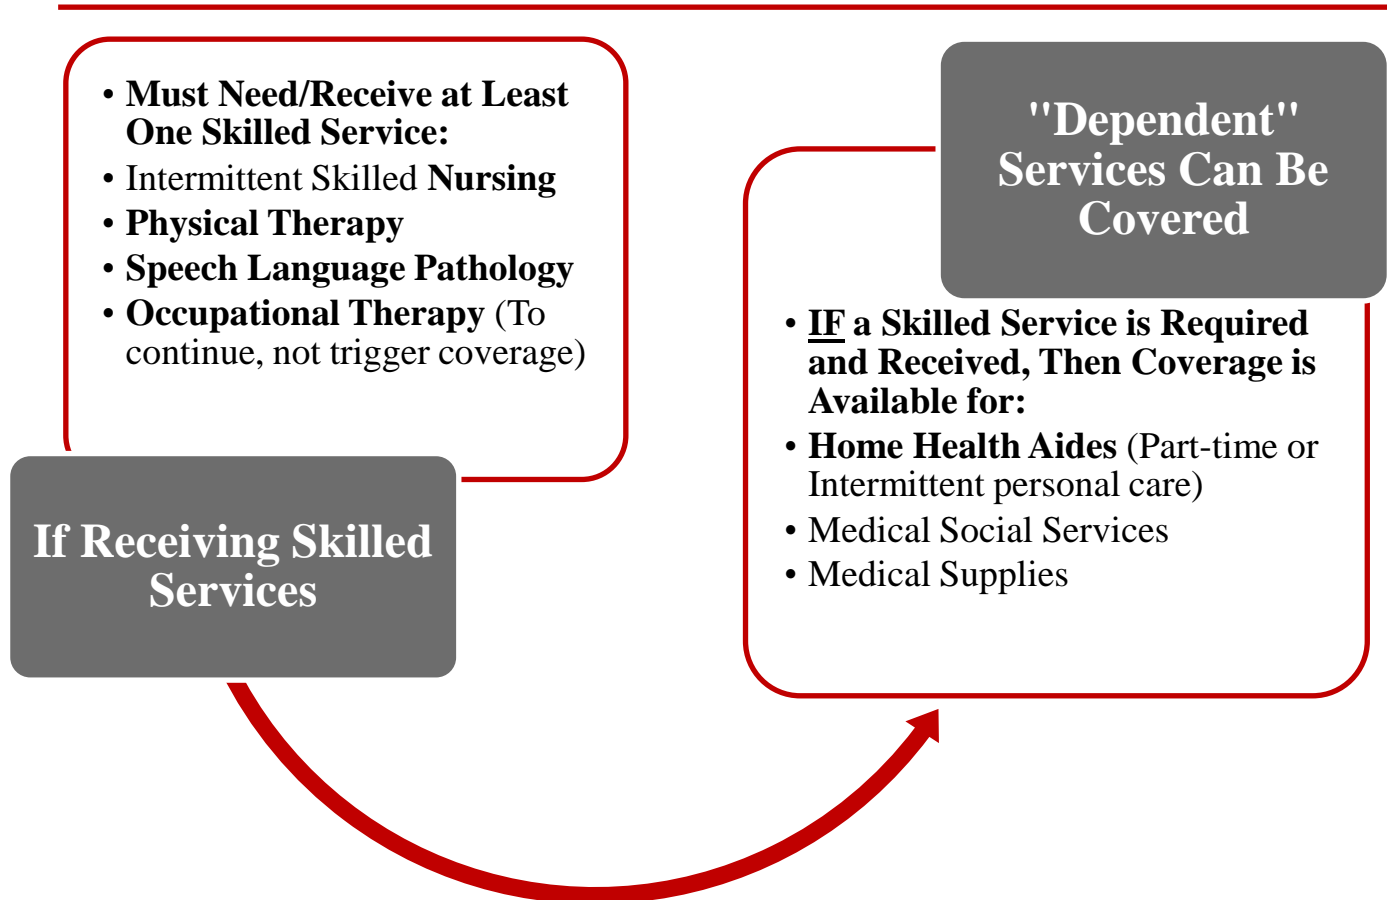 • Must Need/Receive at Least
One Skilled Service:
• Intermittent Skilled Nursing
• Physical Therapy
• Speech Language Pathology
• Occupational Therapy (To
continue, not trigger coverage)
If Receiving Skilled
Services
"Dependent"
Services Can Be
Covered
• IF a Skilled Service is Required
and Received, Then Coverage is
Available for:
• Home Health Aides (Part-time or
Intermittent personal care)
• Medical Social Services
• Medical Supplies